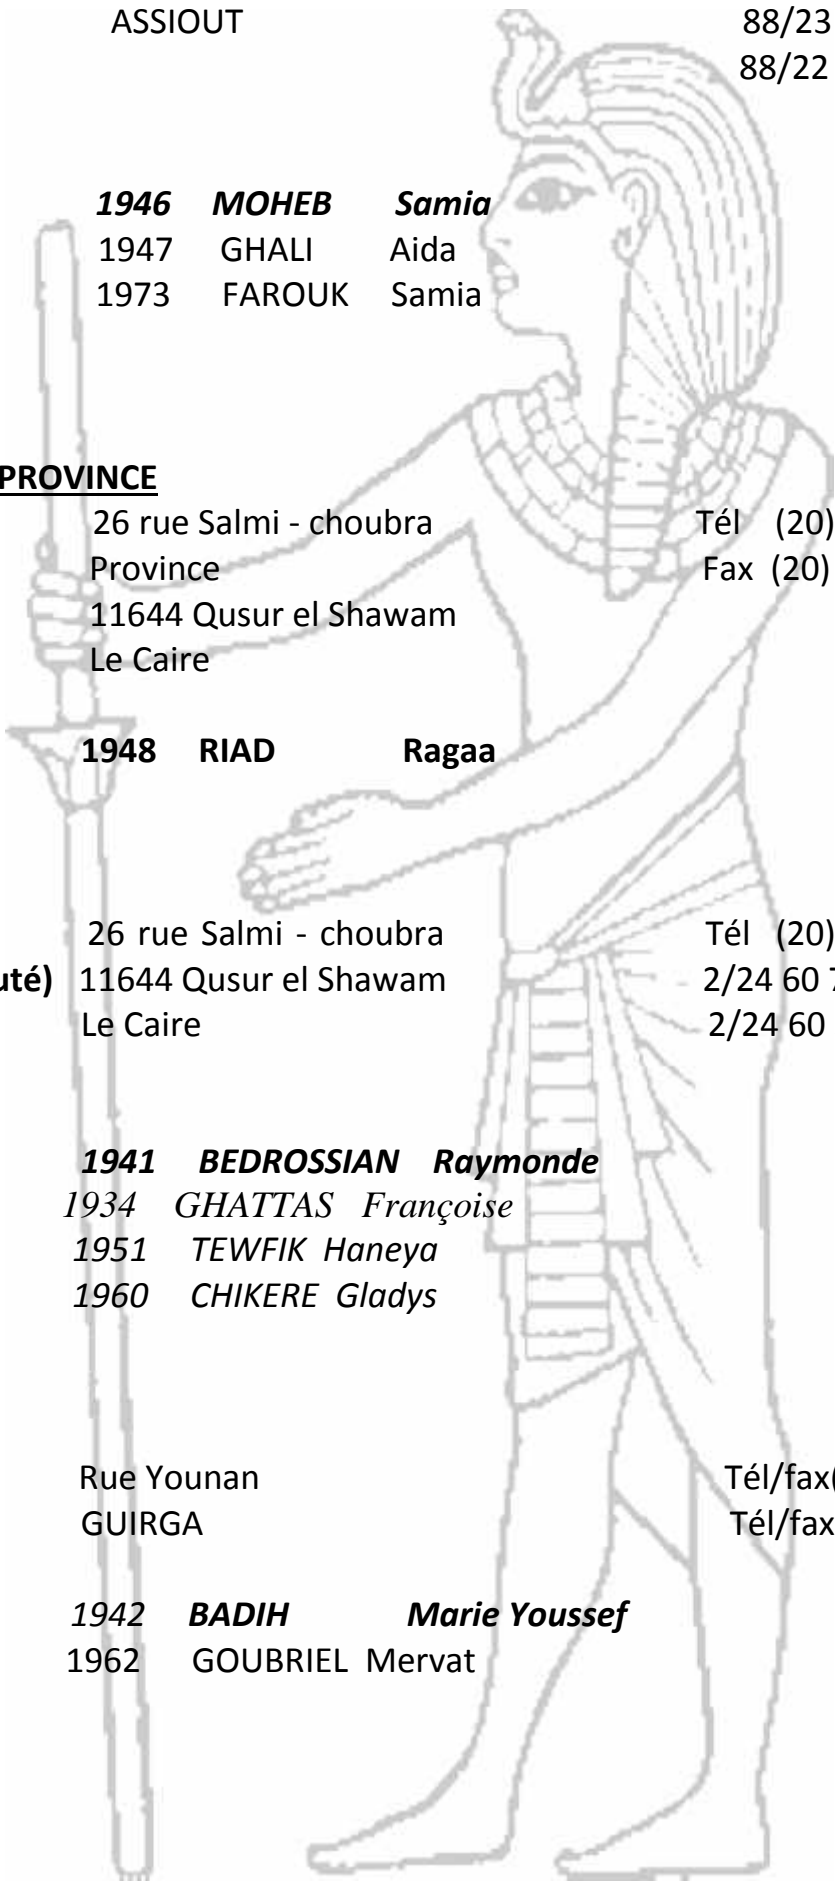 ASSIOUT 88/23
88/22
1946 MOHEB Samia
1947 GHALI Aida
1973 FAROUK Samia
PROVINCE
26 rue Salmi - choubra Tél (20)
Province Fax (20)
11644 Qusur el Shawam
Le Caire
1948 RIAD Ragaa
26 rue Salmi - choubra Tél (20)
uté) 11644 Qusur el Shawam 2/24 60 7
Le Caire 2/24 60
1941 BEDROSSIAN Raymonde
1934 GHATTAS Françoise
1951 TEWFIK Haneya
1960 CHIKERE Gladys
Rue Younan Tél/fax(
GUIRGA Tél/fax
1942 BADIH Marie Youssef
1962 GOUBRIEL Mervat